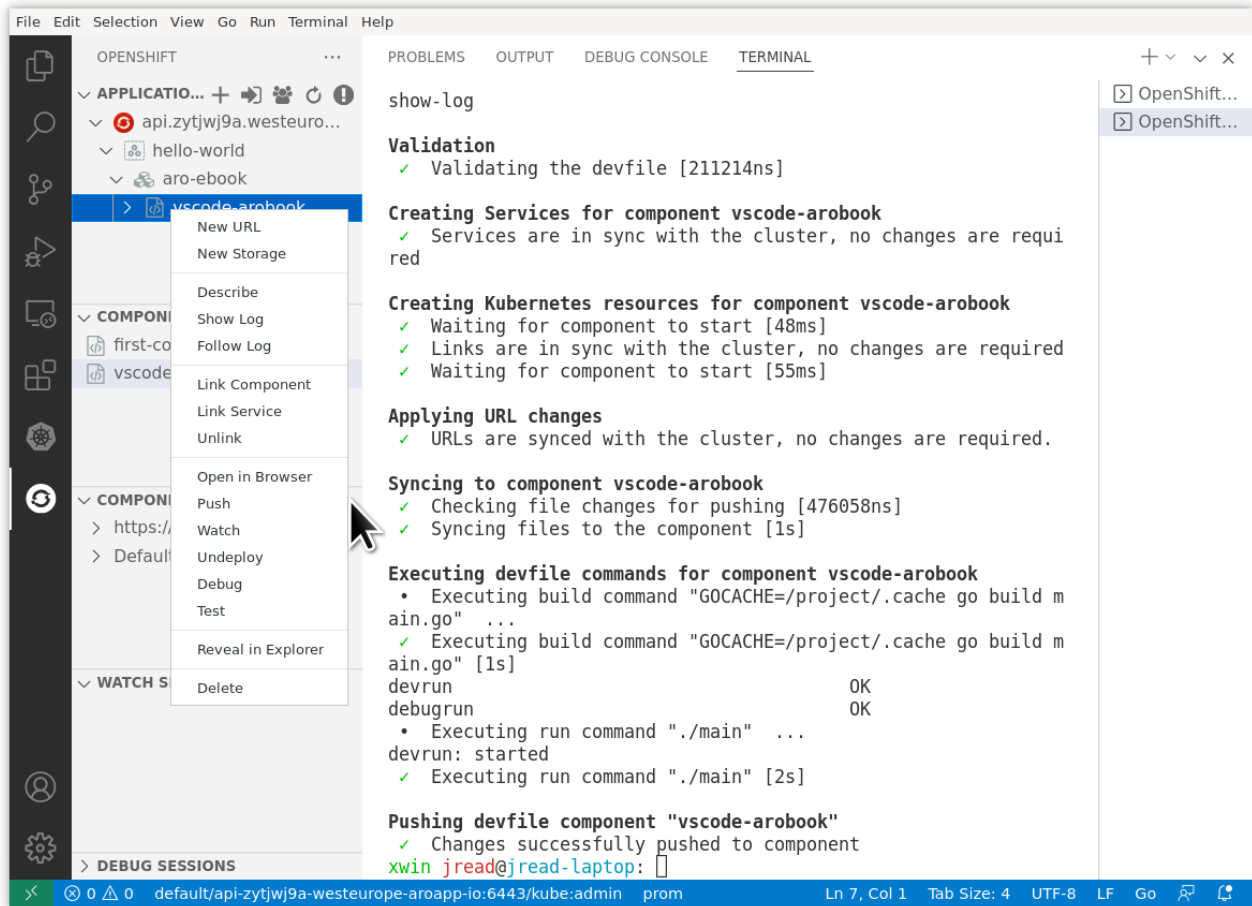 File Edit Selection View Go Run Terminal Help
OPENSHIFT ...
APPLICATIO...
api.zytjwj9a.westeuro...
hello-world
aro-ebook
vscode-arobook
New URL
New Storage
Describe
Show Log
Follow Log
Link Component
Link Service
Unlink
Open in Browser
Push
Watch
Undeploy
Debug
Test
Reveal in Explorer
Delete
COMPONI
first-co
vscode
COMPONI
https:/
Default
WATCH S
DEBUG SESSIONS
PROBLEMS OUTPUT DEBUG CONSOLE TERMINAL
show-log
Validation
✓ Validating the devfile [211214ns]
Creating Services for component vscode-arobook
✓ Services are in sync with the cluster, no changes are requi
red
Creating Kubernetes resources for component vscode-arobook
✓ Waiting for component to start [48ms]
✓ Links are in sync with the cluster, no changes are required
✓ Waiting for component to start [55ms]
Applying URL changes
✓ URLs are synced with the cluster, no changes are required.
Syncing to component vscode-arobook
✓ Checking file changes for pushing [476058ns]
✓ Syncing files to the component [1s]
Executing devfile commands for component vscode-arobook
• Executing build command "GOCACHE=/project/.cache go build m
ain.go" ...
✓ Executing build command "GOCACHE=/project/.cache go build m
ain.go" [1s]
devrun OK
debugrun OK
• Executing run command "./main" ...
devrun: started
✓ Executing run command "./main" [2s]
Pushing devfile component "vscode-arobook"
✓ Changes successfully pushed to component
xwin jread@jread-laptop:
OpenShift...
OpenShift...
0 0 default/api-zytjwj9a-westeurope-aroapp-io:6443/kube:admin prom Ln 7, Col 1 Tab Size: 4 UTF-8 LF Go